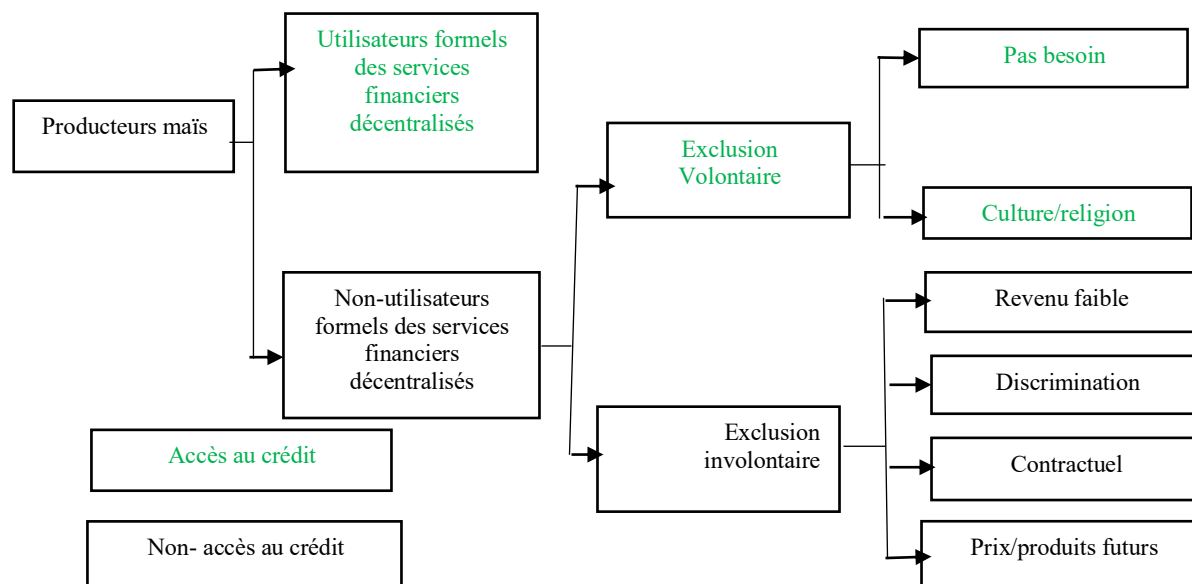 Producteurs maïs
Utilisateurs formels
des services
financiers
décentralisés
Non-utilisateurs
formels des services
financiers
décentralisés
Exclusion
Volontaire
Exclusion
involontaire
Pas besoin
Culture/religion
Revenu faible
Discrimination
Contractuel
Prix/produits futurs
Accès au crédit
Non- accès au crédit